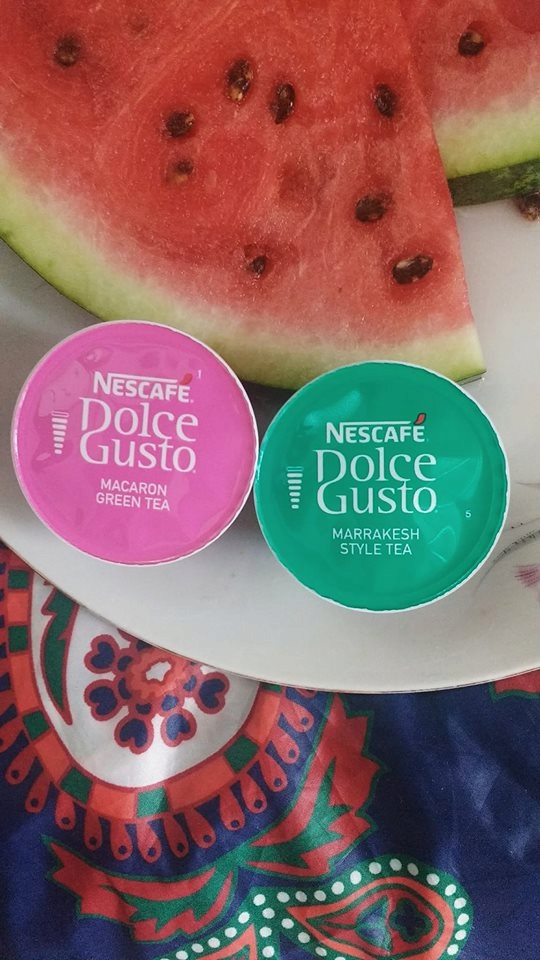 NESCAFÉ
1
Dolce
Gusto
MACARON
GREEN TEA
NESCAFÉ
Dolce
Gusto
5
MARRAKESH
STYLE TEA